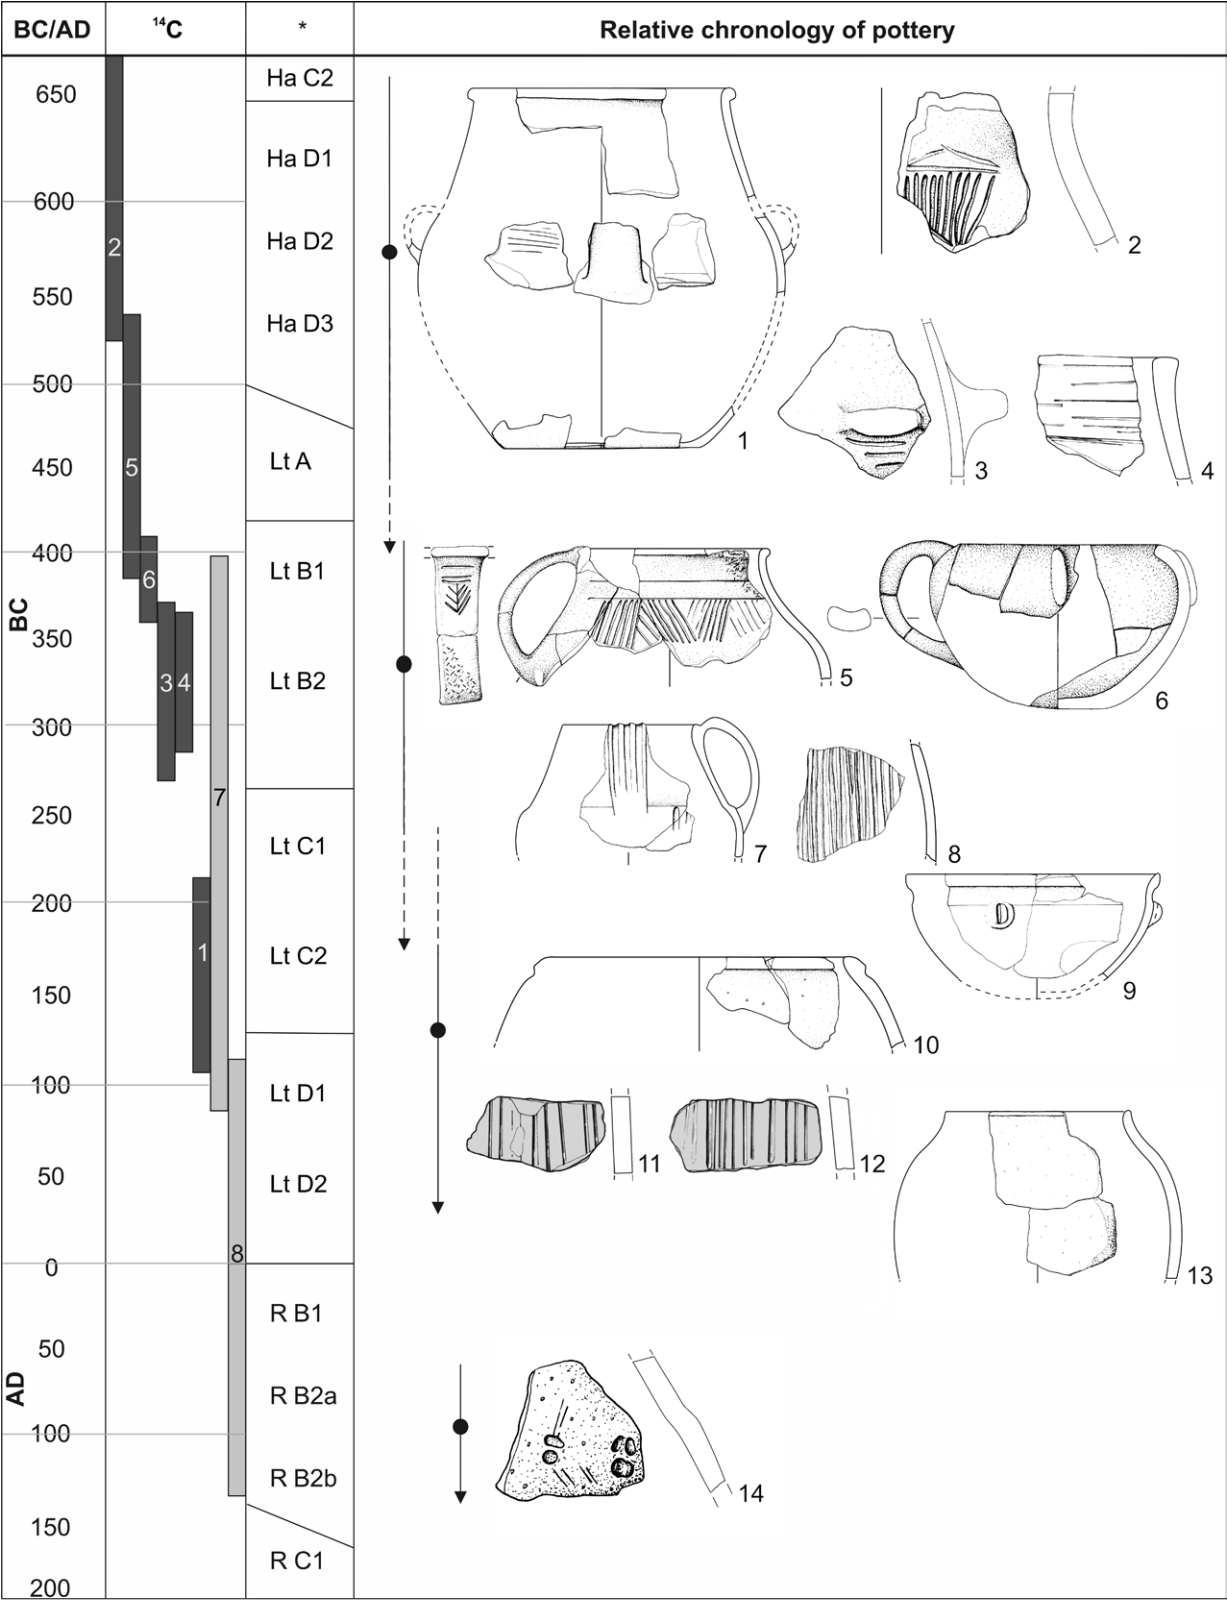 BC/AD
14C
*
Relative chronology of pottery
650
600
550
500
450
400
350
300
250
200
150
100
50
0
50
100
150
200
BC
AD
2
5
6
3
4
7
1
8
Ha C2
Ha D1
Ha D2
Ha D3
Lt A
Lt B1
Lt B2
Lt C1
Lt C2
Lt D1
Lt D2
R B1
R B2a
R B2b
R C1
1
2
3
4
5
6
7
8
9
10
11
12
13
14